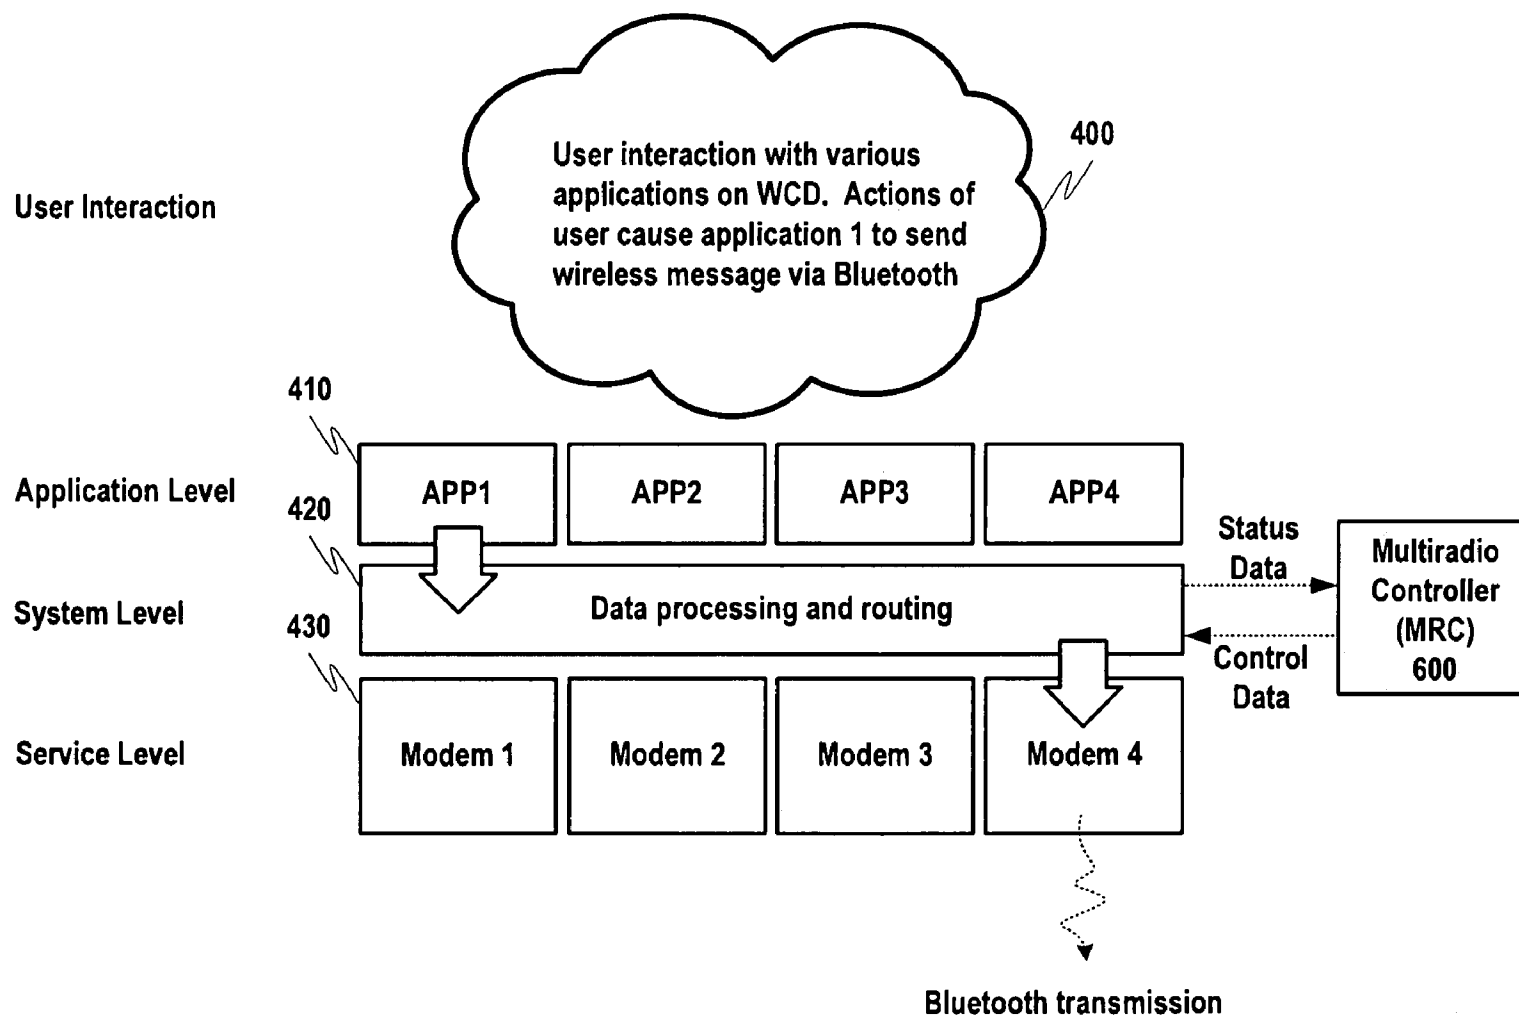 400
User interaction with various
applications on WCD. Actions of
user cause application 1 to send
wireless message via Bluetooth
User Interaction
410
Application Level
APP1
APP2
APP3
APP4
420
Status
Data
Multiradio
Controller
(MRC)
600
System Level
Data processing and routing
430
Control
Data
Service Level
Modem 1
Modem 2
Modem 3
Modem 4
Bluetooth transmission